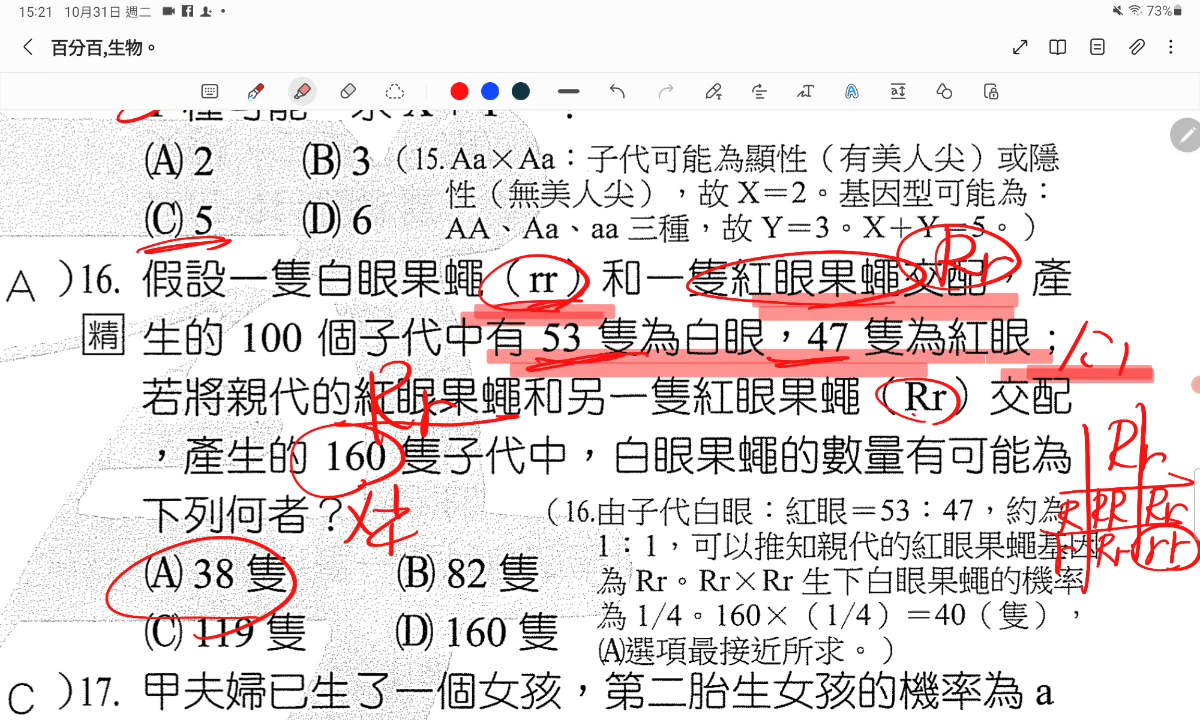 15:21 10月31日 週二 73%
百分百,生物。
(A) 2 (B) 3 (15. Aa×Aa：子代可能為顯性（有美人尖）或隱
性（無美人尖），故 X＝2。基因型可能為：
(C) 5 (D) 6 AA、Aa、aa 三種，故 Y＝3。X＋Y＝5。)
Rr
A )16. 假設一隻白眼果蠅（rr）和一隻紅眼果蠅交配，產
精 生的 100 個子代中有 53 隻為白眼，47 隻為紅眼；
1:1
Rr
若將親代的紅眼果蠅和另一隻紅眼果蠅（Rr）交配
，產生的 160 隻子代中，白眼果蠅的數量有可能為
下列何者？
R r
R RR Rr
r Rr rr
(16.由子代白眼：紅眼＝53：47，約為
1：1，可以推知親代的紅眼果蠅基因
為 Rr。Rr×Rr 生下白眼果蠅的機率
為 1/4。160×（1/4）＝40（隻），
(A)選項最接近所求。)
(A) 38 隻 (B) 82 隻
(C) 119 隻 (D) 160 隻
C )17. 甲夫婦已生了一個女孩，第二胎生女孩的機率為 a